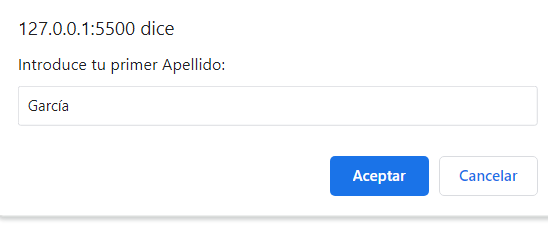 127.0.0.1:5500 dice
Introduce tu primer Apellido:
García
Aceptar Cancelar